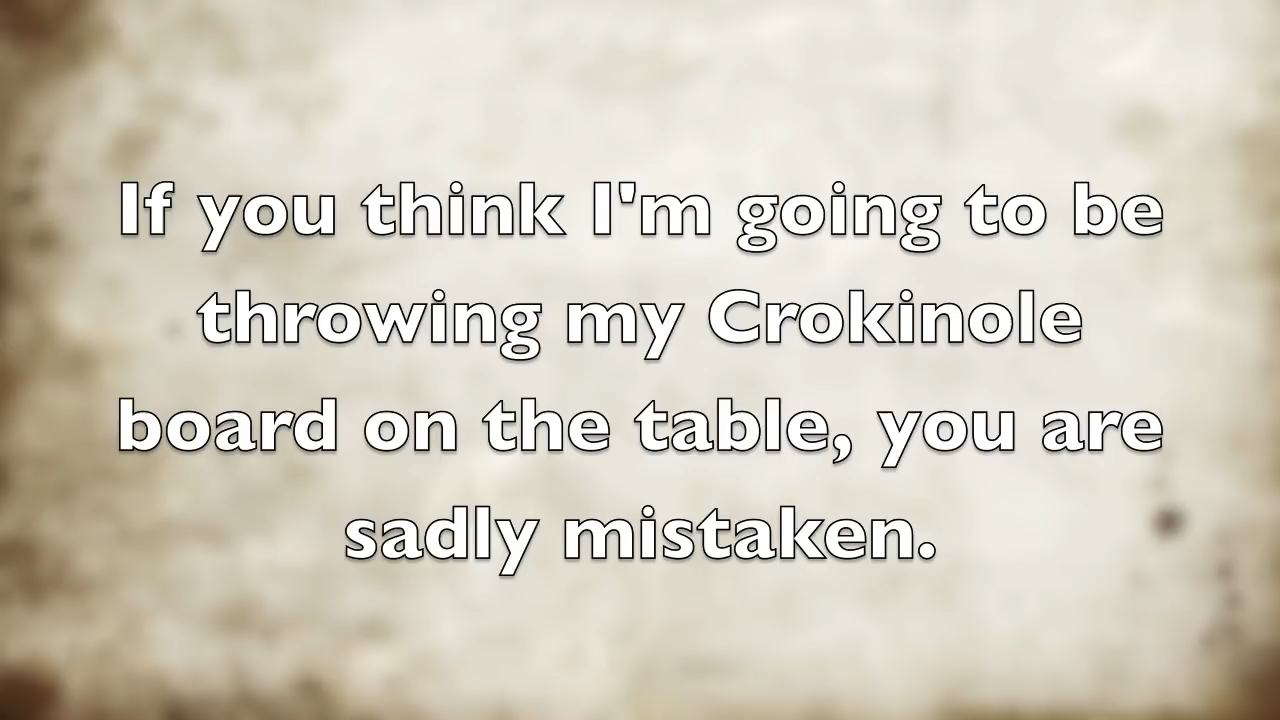 If you think I'm going to be
throwing my Crokinole
board on the table, you are
sadly mistaken.